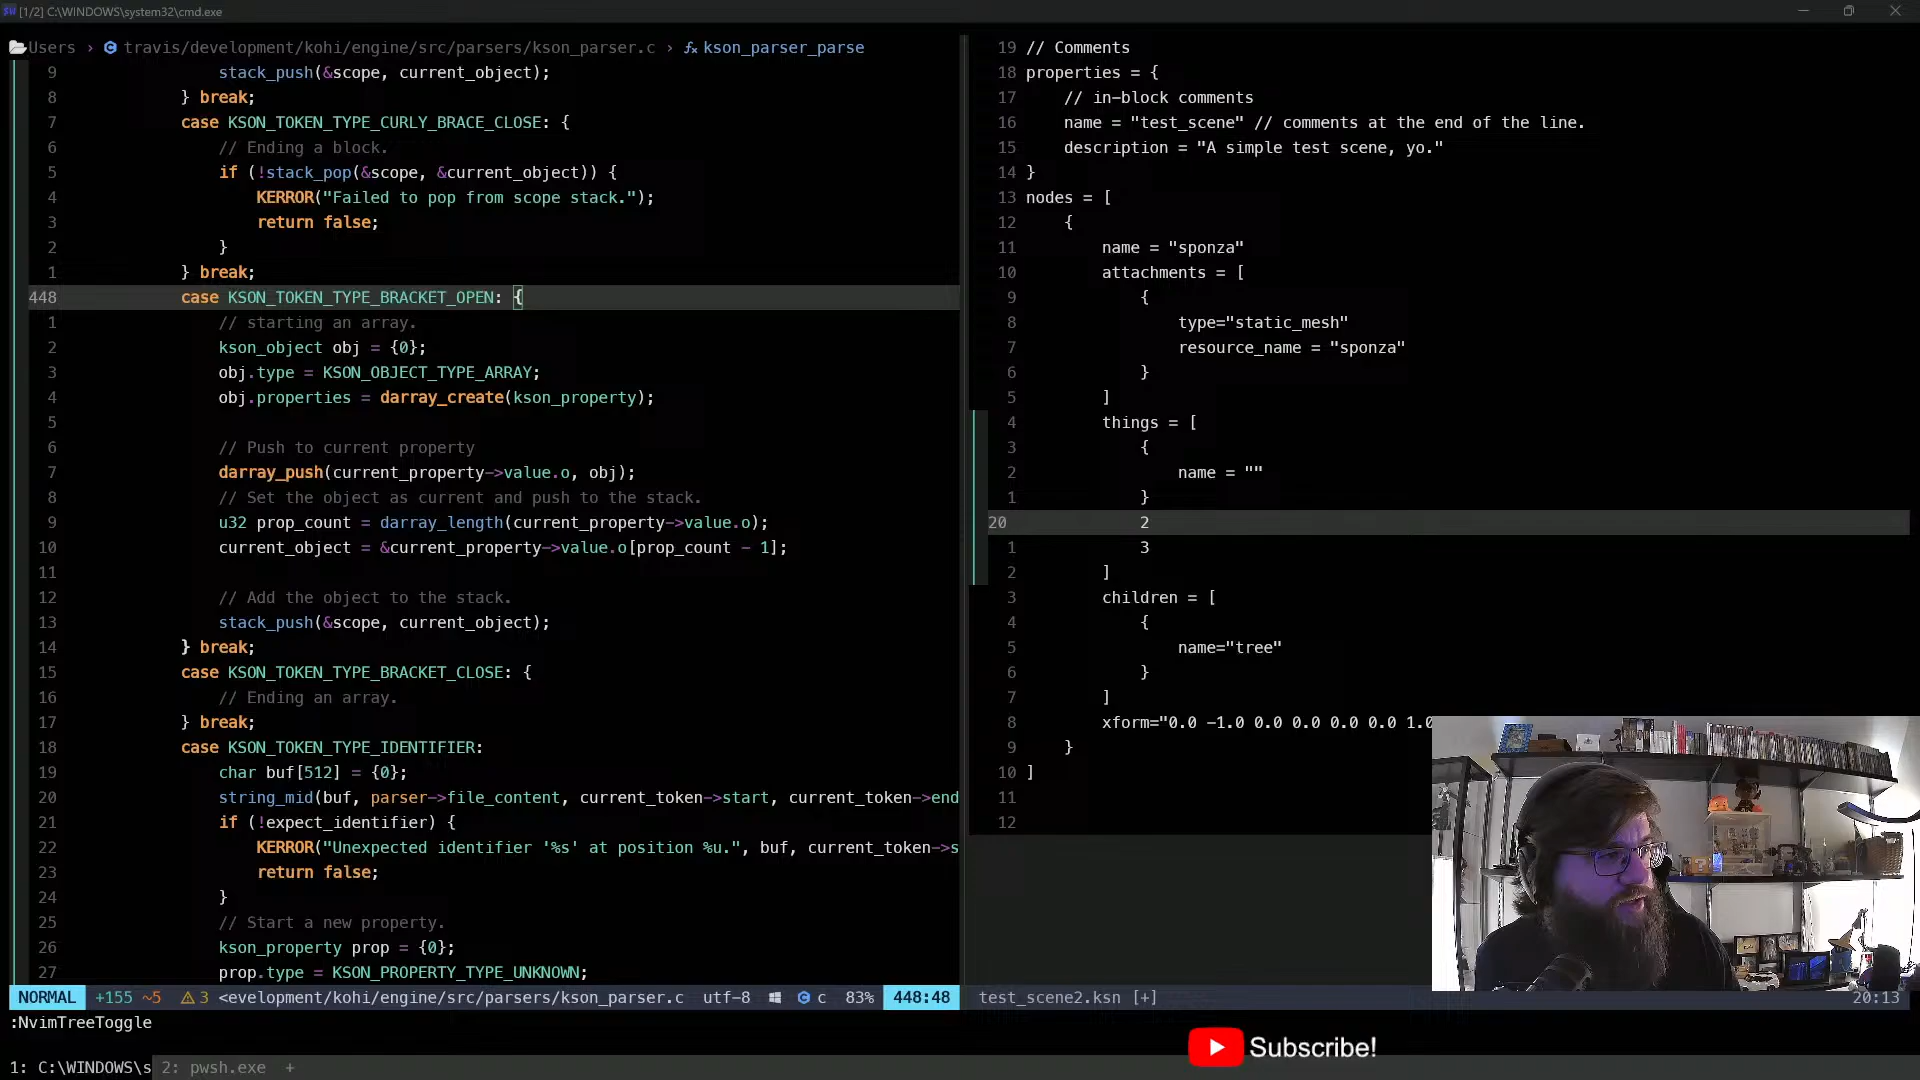 [1/2] C:\WINDOWS\system32\cmd.exe
Users › travis/development/kohi/engine/src/parsers/kson_parser.c › kson_parser_parse
9 stack_push(&scope, current_object);
8 } break;
7 case KSON_TOKEN_TYPE_CURLY_BRACE_CLOSE: {
6 // Ending a block.
5 if (!stack_pop(&scope, &current_object)) {
4 KERROR("Failed to pop from scope stack.");
3 return false;
2 }
1 } break;
448 case KSON_TOKEN_TYPE_BRACKET_OPEN: {
1 // starting an array.
2 kson_object obj = {0};
3 obj.type = KSON_OBJECT_TYPE_ARRAY;
4 obj.properties = darray_create(kson_property);
5
6 // Push to current property
7 darray_push(current_property->value.o, obj);
8 // Set the object as current and push to the stack.
9 u32 prop_count = darray_length(current_property->value.o);
10 current_object = &current_property->value.o[prop_count - 1];
11
12 // Add the object to the stack.
13 stack_push(&scope, current_object);
14 } break;
15 case KSON_TOKEN_TYPE_BRACKET_CLOSE: {
16 // Ending an array.
17 } break;
18 case KSON_TOKEN_TYPE_IDENTIFIER:
19 char buf[512] = {0};
20 string_mid(buf, parser->file_content, current_token->start, current_token->end
21 if (!expect_identifier) {
22 KERROR("Unexpected identifier '%s' at position %u.", buf, current_token->s
23 return false;
24 }
25 // Start a new property.
26 kson_property prop = {0};
27 prop.type = KSON_PROPERTY_TYPE_UNKNOWN;
NORMAL +155 ~5 3 <evelopment/kohi/engine/src/parsers/kson_parser.c utf-8 c 83% 448:48
19 // Comments
18 properties = {
17 // in-block comments
16 name = "test_scene" // comments at the end of the line.
15 description = "A simple test scene, yo."
14 }
13 nodes = [
12 {
11 name = "sponza"
10 attachments = [
9 {
8 type="static_mesh"
7 resource_name = "sponza"
6 }
5 ]
4 things = [
3 {
2 name = ""
1 }
20 2
1 3
2 ]
3 children = [
4 {
5 name="tree"
6 }
7 ]
8 xform="0.0 -1.0 0.0 0.0 0.0 0.0 1.0
9 }
10 ]
11
12
test_scene2.ksn [+] 20:13
:NvimTreeToggle
Subscribe!
1: C:\WINDOWS\s 2: pwsh.exe +